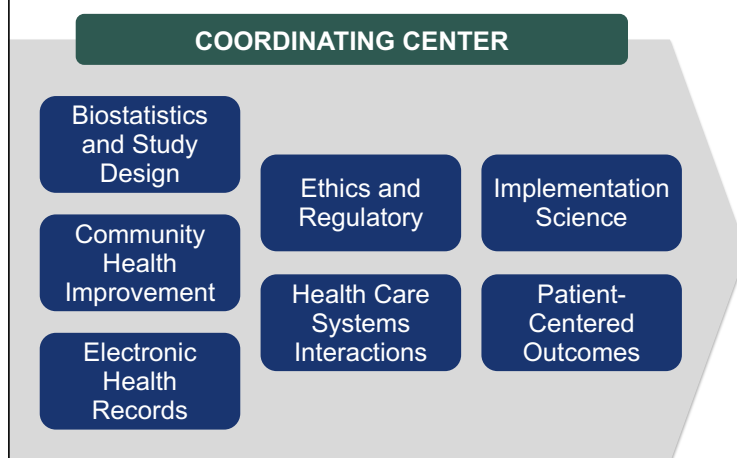 COORDINATING CENTER
Biostatistics
and Study
Design
Community
Health
Improvement
Electronic
Health
Records
Ethics and
Regulatory
Health Care
Systems
Interactions
Implementation
Science
Patient-
Centered
Outcomes